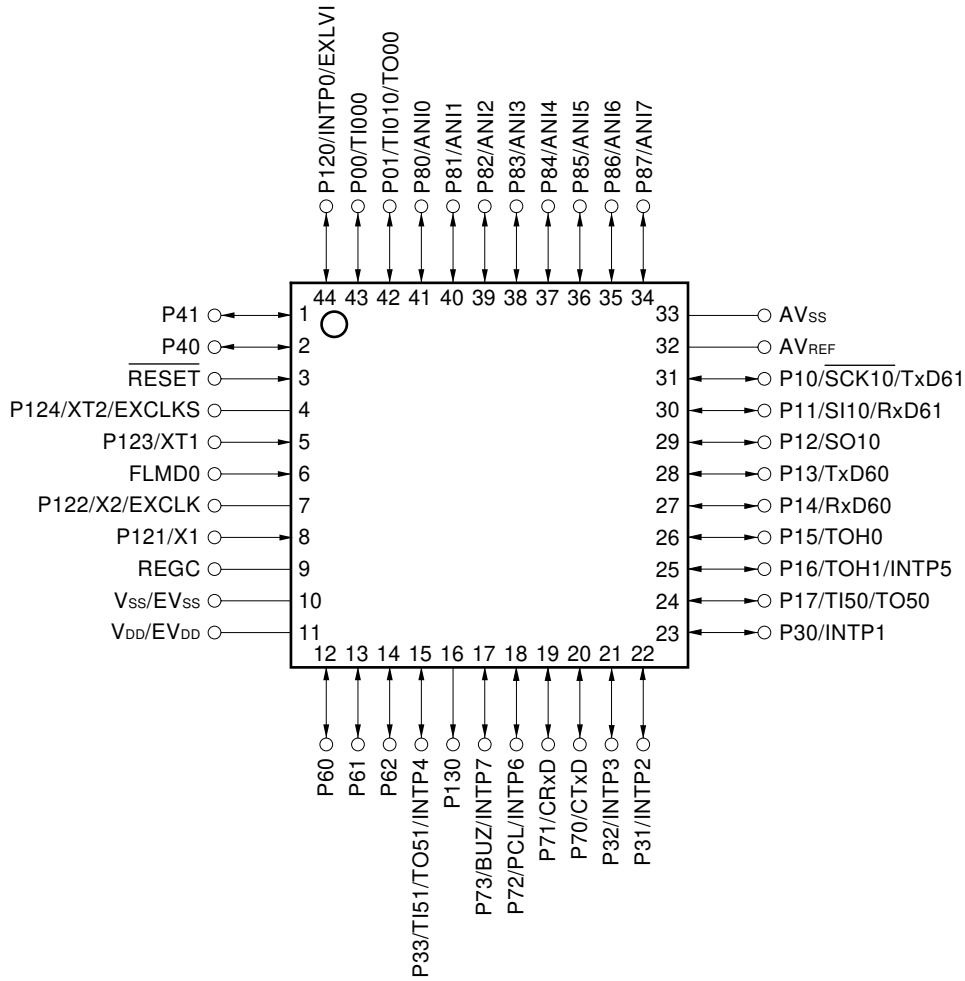 P120/INTP0/EXLVI
P00/TI000
P01/TI010/TO00
P80/ANI0
P81/ANI1
P82/ANI2
P83/ANI3
P84/ANI4
P85/ANI5
P86/ANI6
P87/ANI7
44 43 42 41 40 39 38 37 36 35 34
P41 1
P40 2
RESET 3
P124/XT2/EXCLKS 4
P123/XT1 5
FLMD0 6
P122/X2/EXCLK 7
P121/X1 8
REGC 9
VSS/EVSS 10
VDD/EVDD 11
33 AVSS
32 AVREF
31 P10/SCK10/TxD61
30 P11/SI10/RxD61
29 P12/SO10
28 P13/TxD60
27 P14/RxD60
26 P15/TOH0
25 P16/TOH1/INTP5
24 P17/TI50/TO50
23 P30/INTP1
12 13 14 15 16 17 18 19 20 21 22
P60
P61
P62
P33/TI51/TO51/INTP4
P130
P73/BUZ/INTP7
P72/PCL/INTP6
P71/CRxD
P70/CTxD
P32/INTP3
P31/INTP2